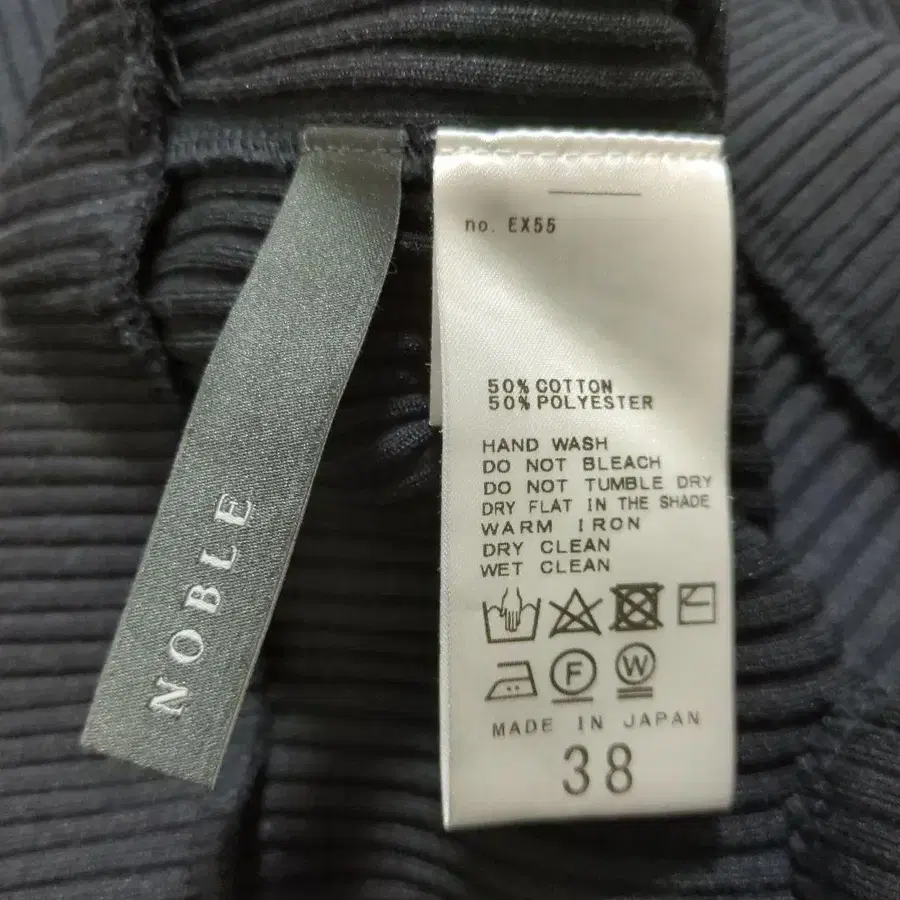 NOBLE
no. EX55
50% COTTON
50% POLYESTER
HAND WASH
DO NOT BLEACH
DO NOT TUMBLE DRY
DRY FLAT IN THE SHADE
WARM IRON
DRY CLEAN
WET CLEAN
F W
MADE IN JAPAN
38